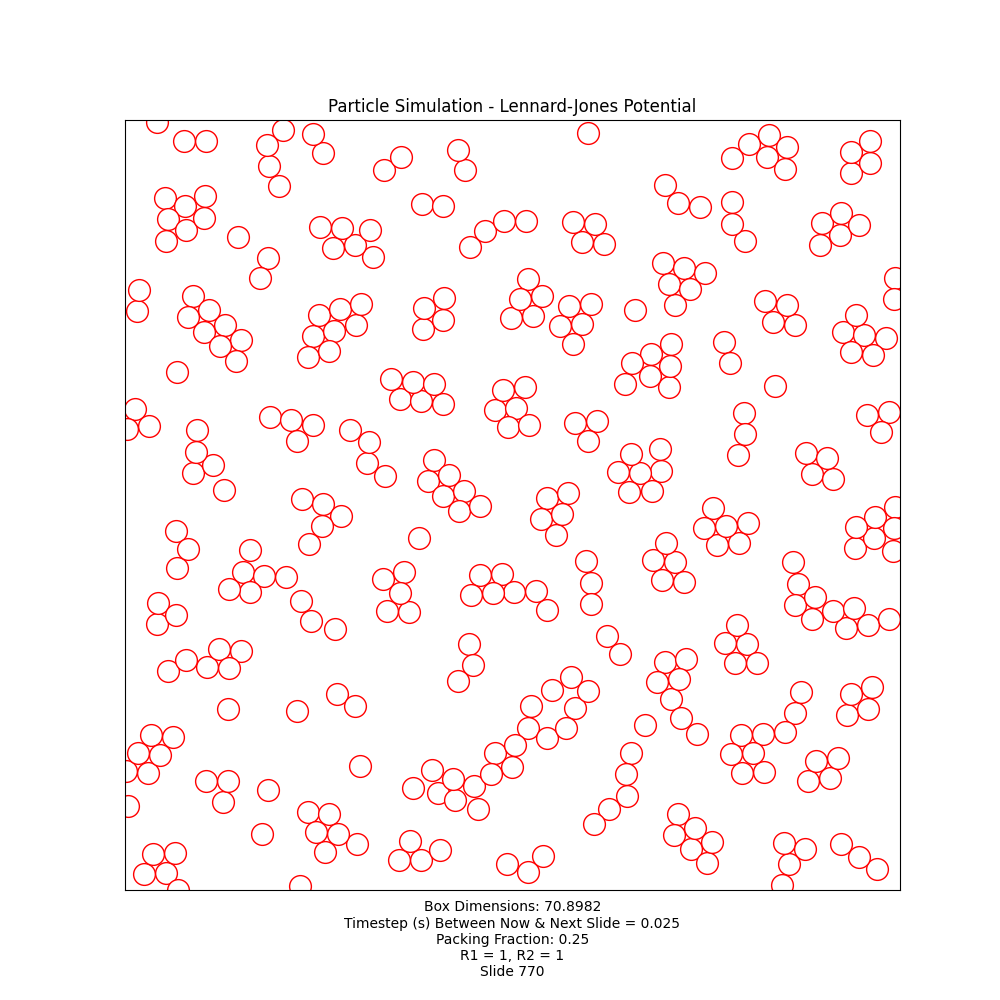 Particle Simulation - Lennard-Jones Potential
Box Dimensions: 70.8982
Timestep (s) Between Now & Next Slide = 0.025
Packing Fraction: 0.25
R1 = 1, R2 = 1
Slide 770